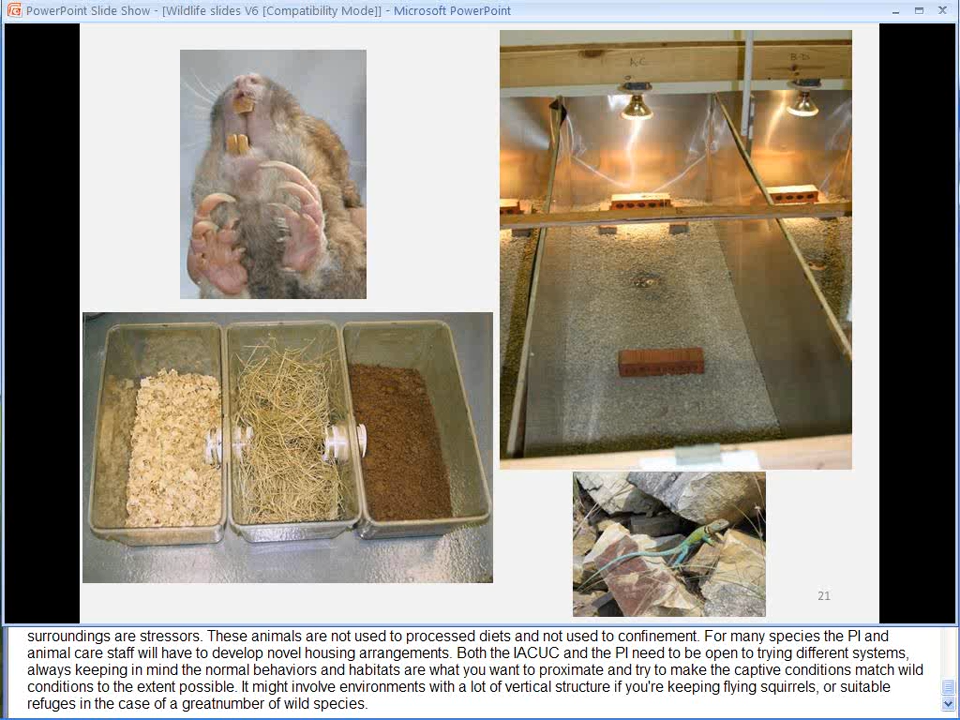 PowerPoint Slide Show - [Wildlife slides V6 [Compatibility Mode]] - Microsoft PowerPoint
AC
B-D
21
surroundings are stressors. These animals are not used to processed diets and not used to confinement. For many species the PI and
animal care staff will have to develop novel housing arrangements. Both the IACUC and the PI need to be open to trying different systems,
always keeping in mind the normal behaviors and habitats are what you want to proximate and try to make the captive conditions match wild
conditions to the extent possible. It might involve environments with a lot of vertical structure if you're keeping flying squirrels, or suitable
refuges in the case of a greatnumber of wild species.